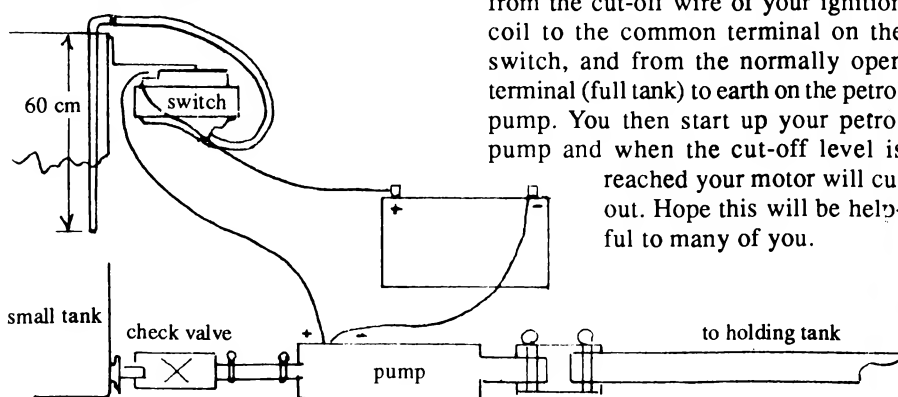 from the cut-off wire of your ignition
coil to the common terminal on the
switch, and from the normally open
terminal (full tank) to earth on the petro
pump. You then start up your petro
pump and when the cut-off level is
reached your motor will cu
out. Hope this will be help-
ful to many of you.
60 cm
switch
+ -
small tank
check valve
+ -
pump
to holding tank